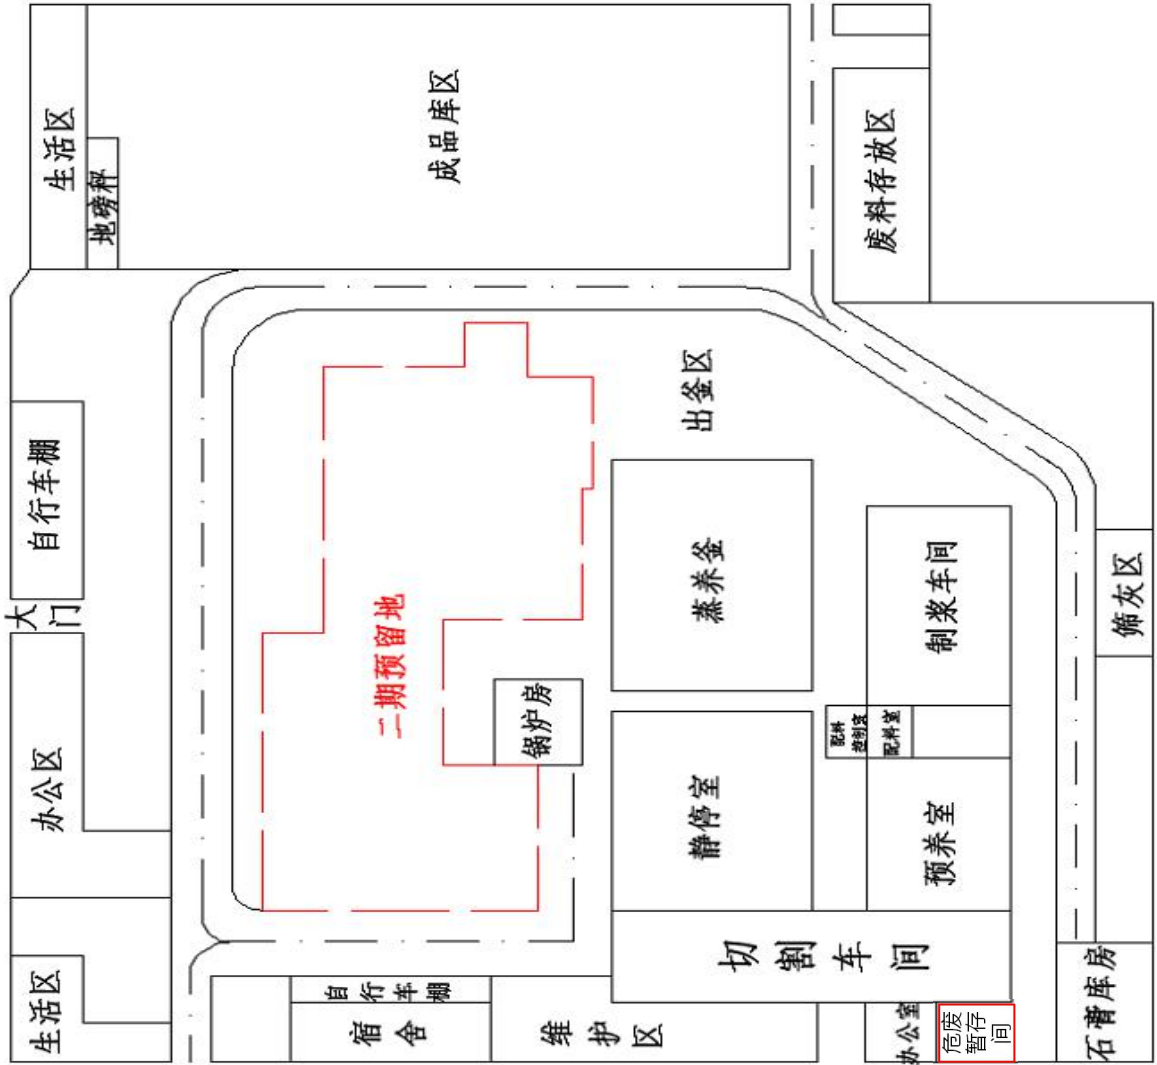 生活区
地磅秤
成品库区
废料存放区
自行车棚
大门
出釜区
二期预留地
蒸养釜
制浆车间
筛灰区
办公区
锅炉房
静停室
配料
控制室
配料室
预养室
切割车间
生活区
自行车棚
宿舍
维护区
办公室
危废
暂存
间
石膏库房